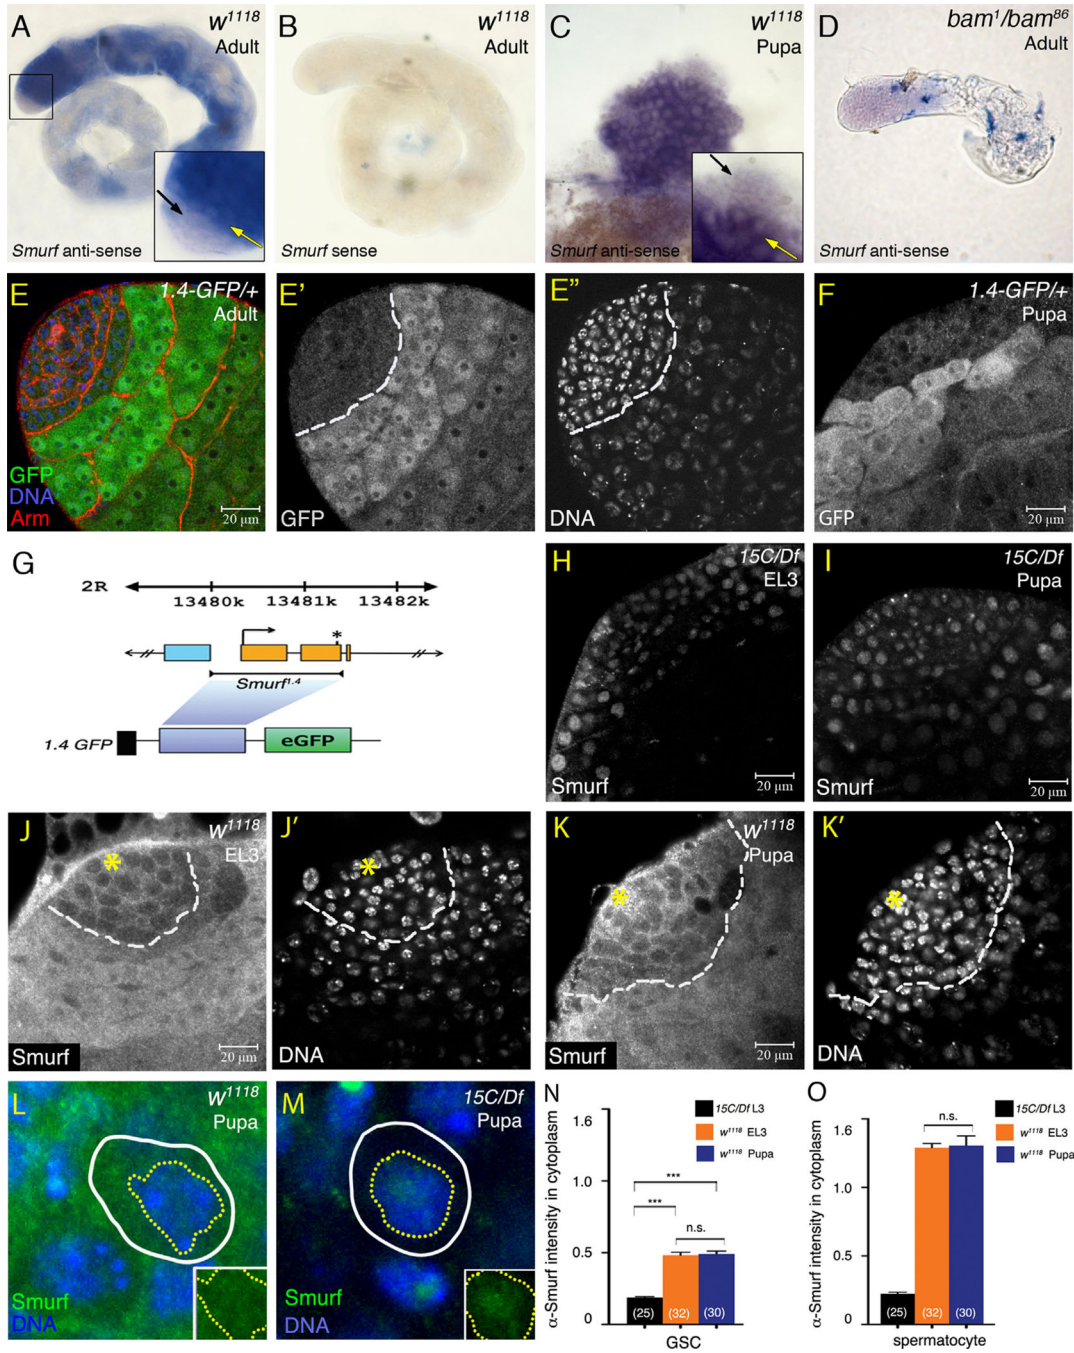 A
w1118
Adult
Smurf anti-sense
B
w1118
Adult
Smurf sense
C
w1118
Pupa
Smurf anti-sense
D
bam1/bam86
Adult
Smurf anti-sense
E
1.4-GFP/+
Adult
GFP
DNA
Arm
20 µm
E'
GFP
E"
DNA
F
1.4-GFP/+
Pupa
GFP
20 µm
G
2R
13480k
13481k
13482k
*
Smurf1.4
1.4 GFP
eGFP
H
15C/Df
EL3
Smurf
20 µm
I
15C/Df
Pupa
Smurf
20 µm
J
w1118
EL3
*
Smurf
20 µm
J'
*
DNA
K
w1118
Pupa
*
Smurf
20 µm
K'
*
DNA
L
w1118
Pupa
Smurf
DNA
M
15C/Df
Pupa
Smurf
DNA
N
15C/Df L3
w1118 EL3
w1118 Pupa
α-Smurf intensity in cytoplasm
1.6
1.0
0.5
0
***
***
n.s.
(25)
(32)
(30)
GSC
O
15C/Df L3
w1118 EL3
w1118 Pupa
α-Smurf intensity in cytoplasm
1.6
1.5
0.5
0
n.s.
(25)
(32)
(30)
spermatocyte